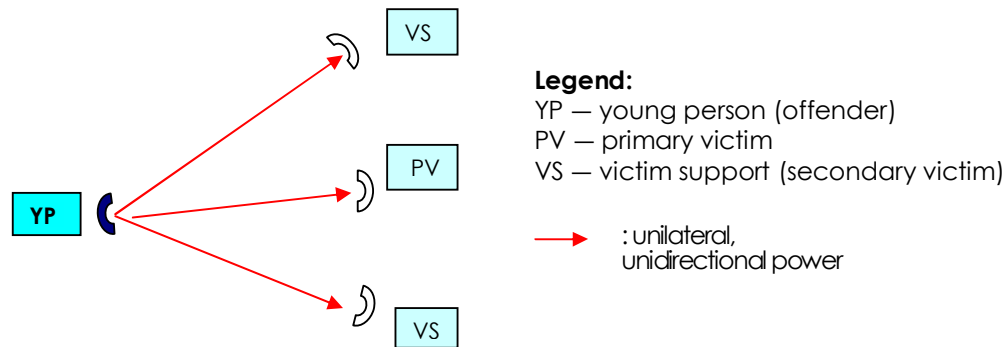 VS
PV
YP
VS
Legend:
YP — young person (offender)
PV — primary victim
VS — victim support (secondary victim)
: unilateral,
unidirectional power